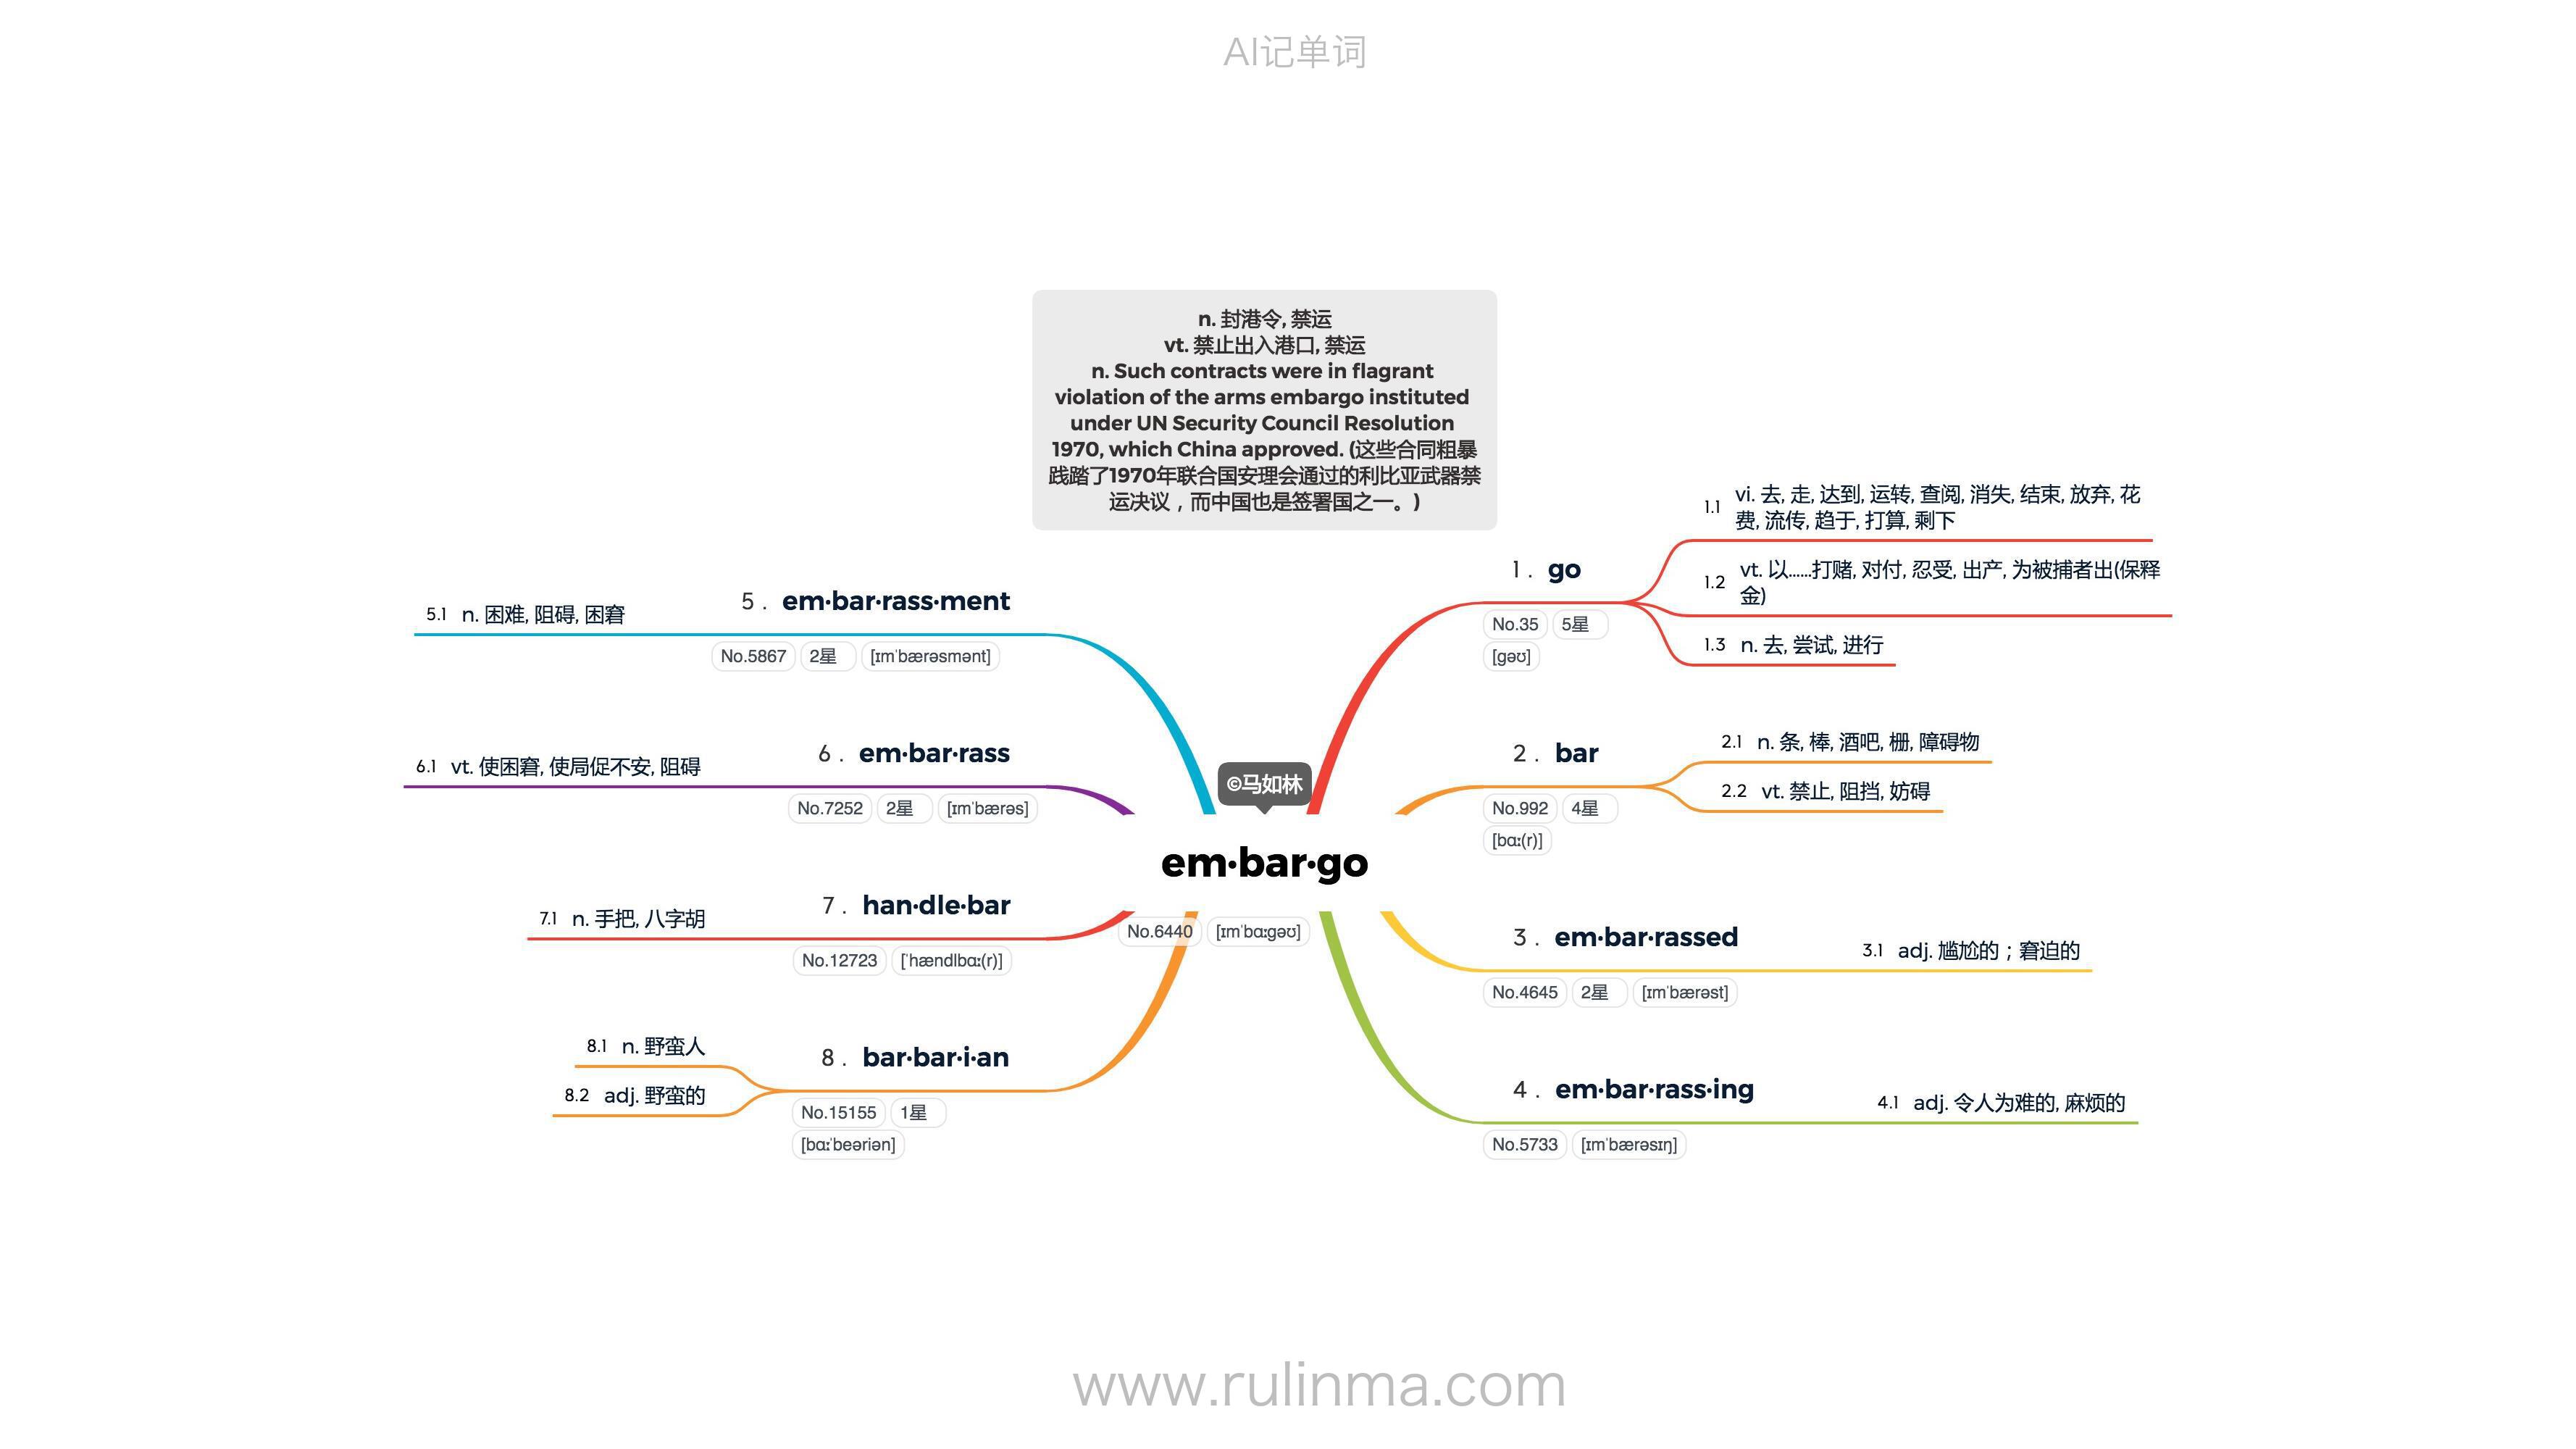 AI记单词
n. 封港令, 禁运
vt. 禁止出入港口, 禁运
n. Such contracts were in flagrant
violation of the arms embargo instituted
under UN Security Council Resolution
1970, which China approved. (这些合同粗暴
践踏了1970年联合国安理会通过的利比亚武器禁
运决议，而中国也是签署国之一。)
©马如林
em·bar·go
No.6440 [ɪmˈbɑːgəʊ]
1 . go
No.35 5星
[gəʊ]
1.1 vi. 去, 走, 达到, 运转, 查阅, 消失, 结束, 放弃, 花
费, 流传, 趋于, 打算, 剩下
1.2 vt. 以……打赌, 对付, 忍受, 出产, 为被捕者出(保释
金)
1.3 n. 去, 尝试, 进行
2 . bar
No.992 4星
[bɑː(r)]
2.1 n. 条, 棒, 酒吧, 栅, 障碍物
2.2 vt. 禁止, 阻挡, 妨碍
3 . em·bar·rassed
No.4645 2星 [ɪmˈbærəst]
3.1 adj. 尴尬的；窘迫的
4 . em·bar·rass·ing
No.5733 [ɪmˈbærəsɪŋ]
4.1 adj. 令人为难的, 麻烦的
5 . em·bar·rass·ment
No.5867 2星 [ɪmˈbærəsmənt]
5.1 n. 困难, 阻碍, 困窘
6 . em·bar·rass
No.7252 2星 [ɪmˈbærəs]
6.1 vt. 使困窘, 使局促不安, 阻碍
7 . han·dle·bar
No.12723 [ˈhændlbɑː(r)]
7.1 n. 手把, 八字胡
8 . bar·bar·i·an
No.15155 1星
[bɑːˈbeəriən]
8.1 n. 野蛮人
8.2 adj. 野蛮的
www.rulinma.com